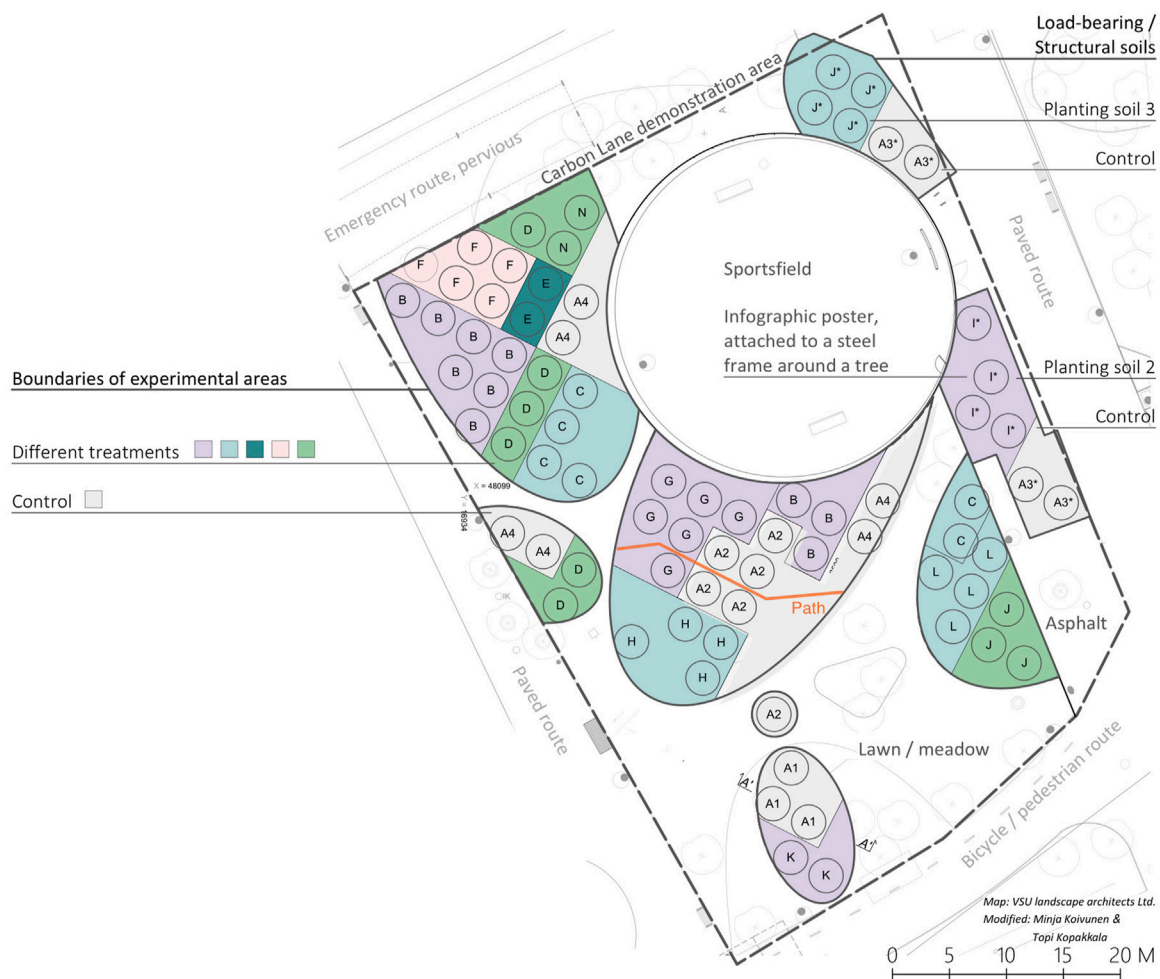 Load-bearing /
Structural soils
Planting soil 3
Control
Carbon Lane demonstration area
Emergency route, pervious
Paved route
J*
J*
J*
J*
A3*
A3*
A
N
D
N
F
F
F
F
F
E
E
A4
A4
B
B
B
B
B
B
B
D
D
D
C
C
C
C
Sportsfield
Infographic poster,
attached to a steel
frame around a tree
I*
I*
I*
I*
Planting soil 2
Control
A3*
A3*
Boundaries of experimental areas
Different treatments
Control
X = 48099
Y = 16934
A4
A4
D
D
IK
G
G
G
G
G
G
B
B
B
A4
A4
A2
A2
A2
A2
A2
Path
H
H
H
H
C
C
L
L
L
L
J
J
J
Asphalt
Paved route
A2
Lawn / meadow
A1
A1
A1
K
K
A'
A'
Bicycle / pedestrian route
Map: VSU landscape architects Ltd.
Modified: Minja Koivunen &
Topi Kopakkala
0 5 10 15 20 M